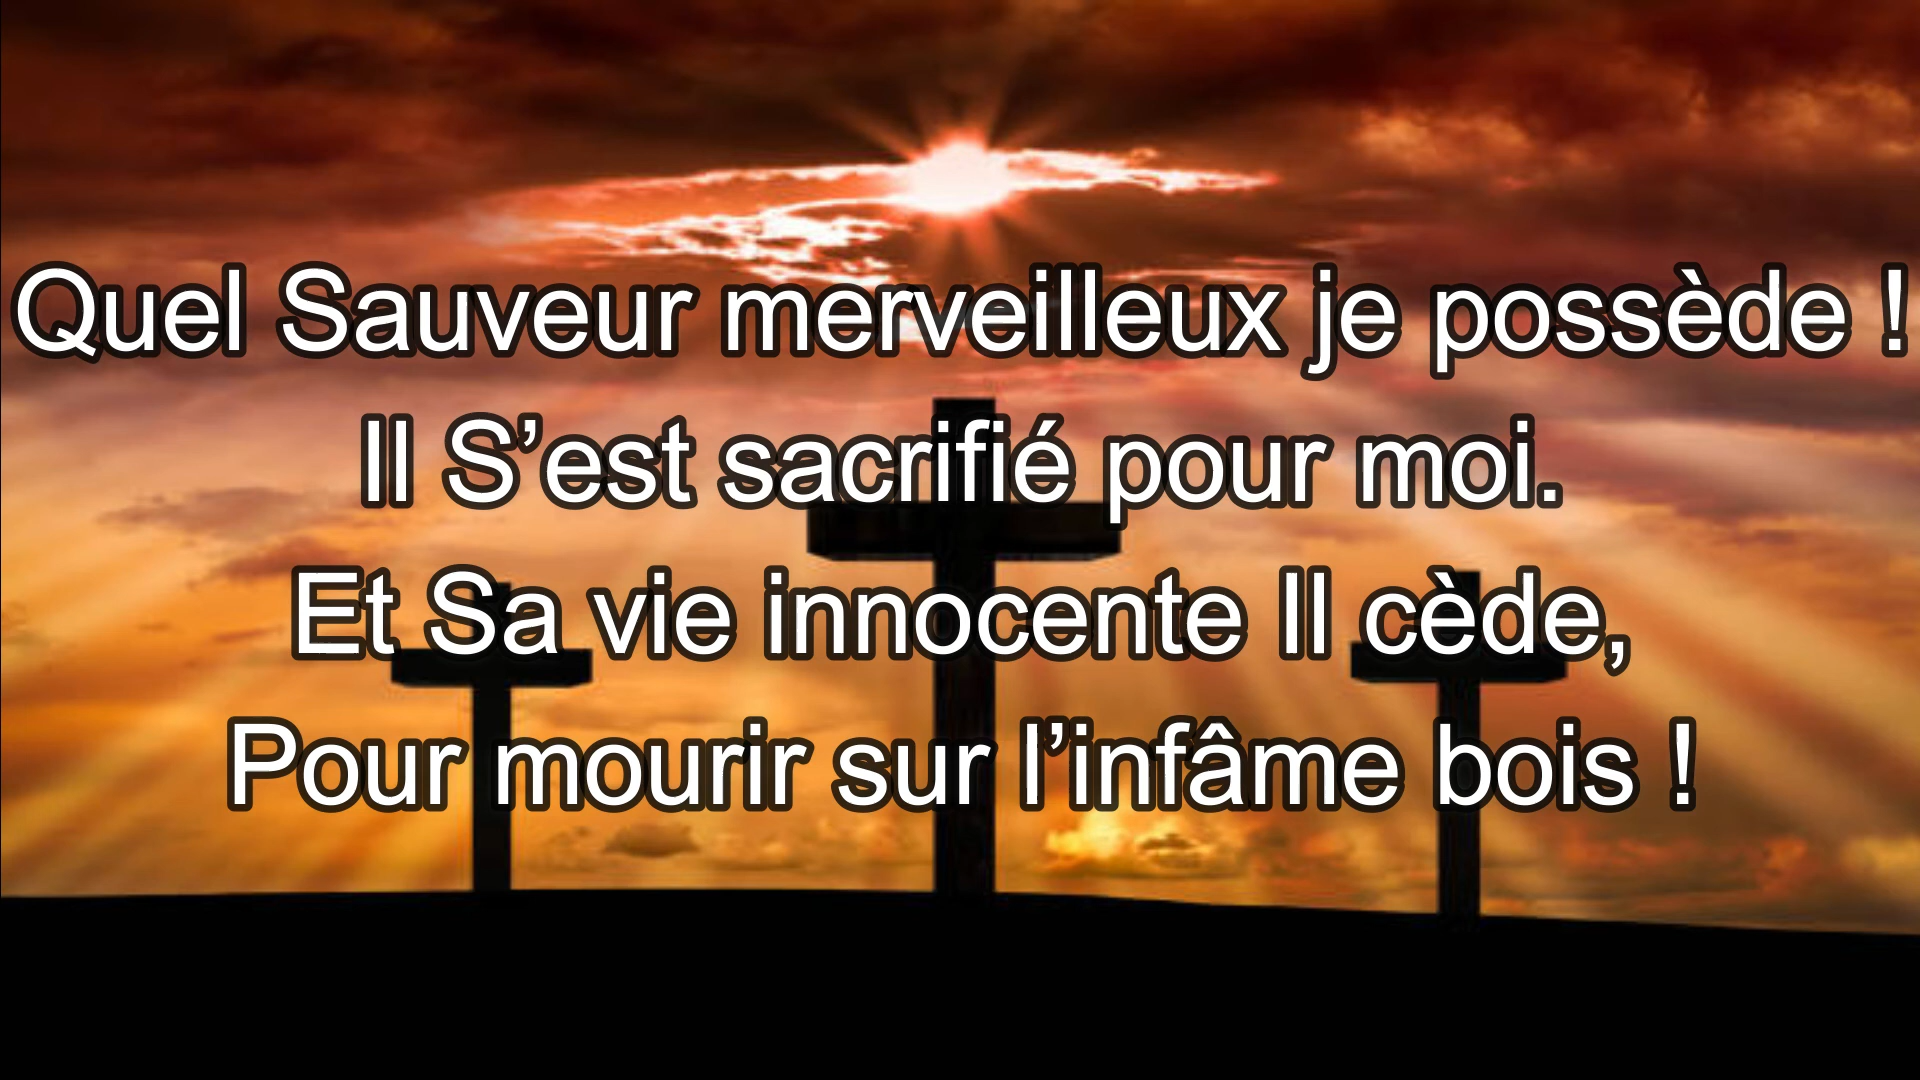 Quel Sauveur merveilleux je possède !
Il S’est sacrifié pour moi.
Et Sa vie innocente Il cède,
Pour mourir sur l’infâme bois !